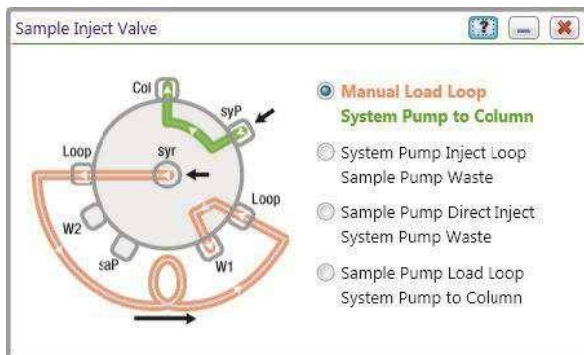 Sample Inject Valve
?
Col
syP
Loop
syr
Loop
W2
saP
W1
Manual Load Loop
System Pump to Column
System Pump Inject Loop
Sample Pump Waste
Sample Pump Direct Inject
System Pump Waste
Sample Pump Load Loop
System Pump to Column